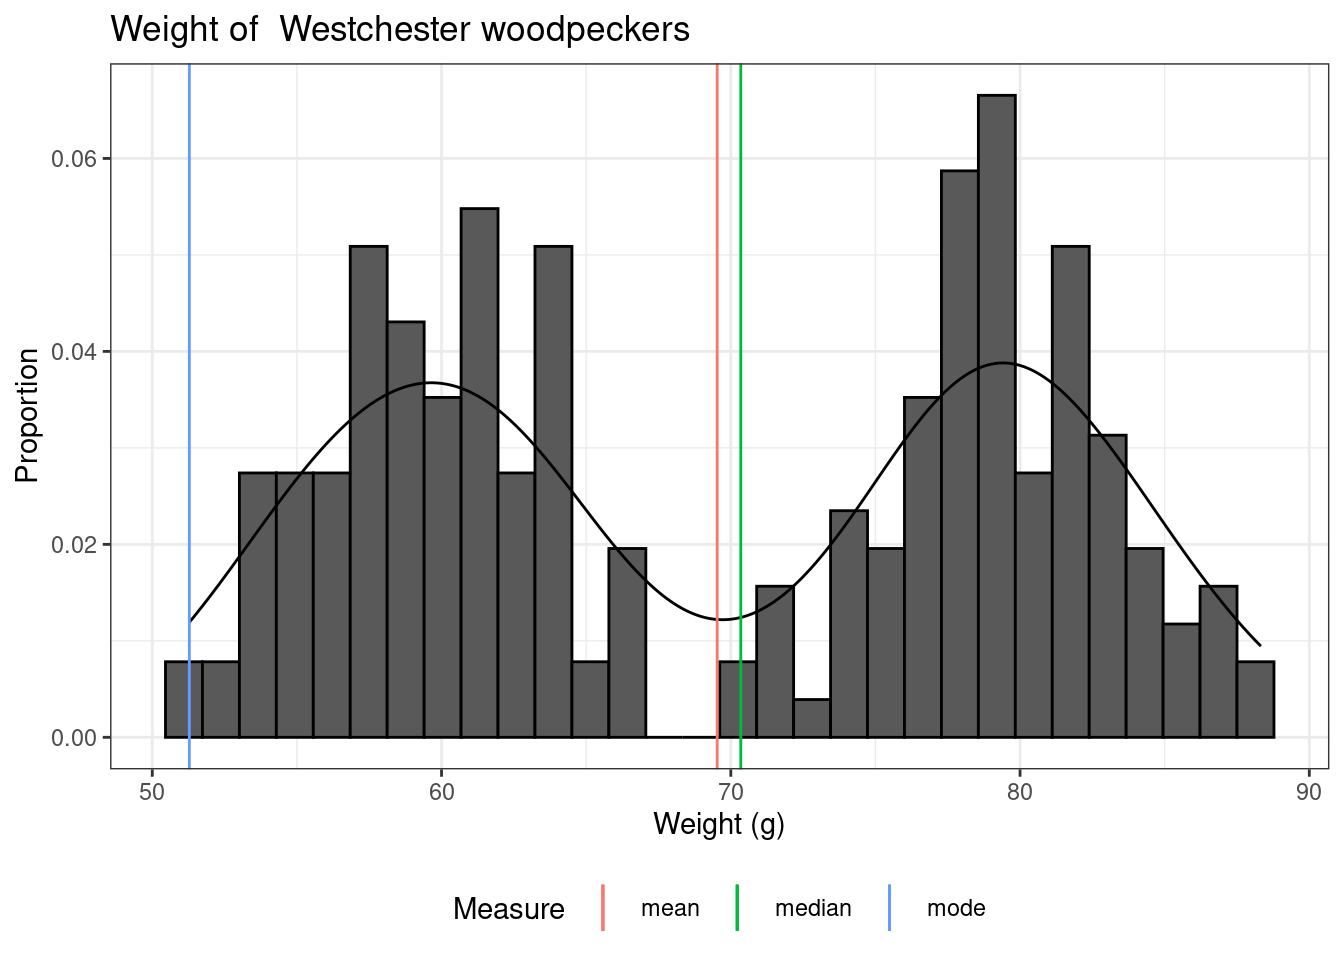 Weight of  Westchester woodpeckers
Proportion
0.06
0.04
0.02
0.00
50 60 70 80 90
Weight (g)
Measure mean median mode